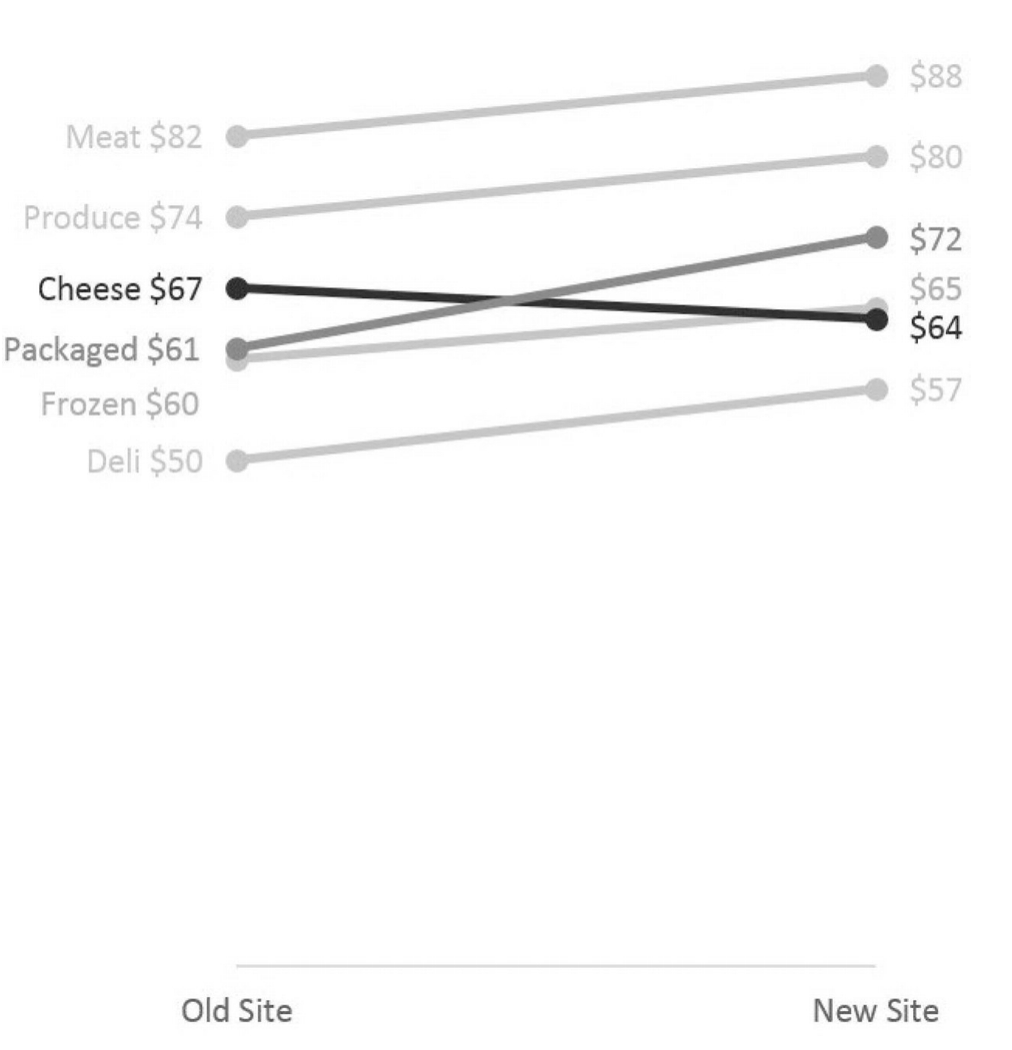 $88
Meat $82
$80
Produce $74
$72
Cheese $67
$65
$64
Packaged $61
$57
Frozen $60
Deli $50
Old Site
New Site